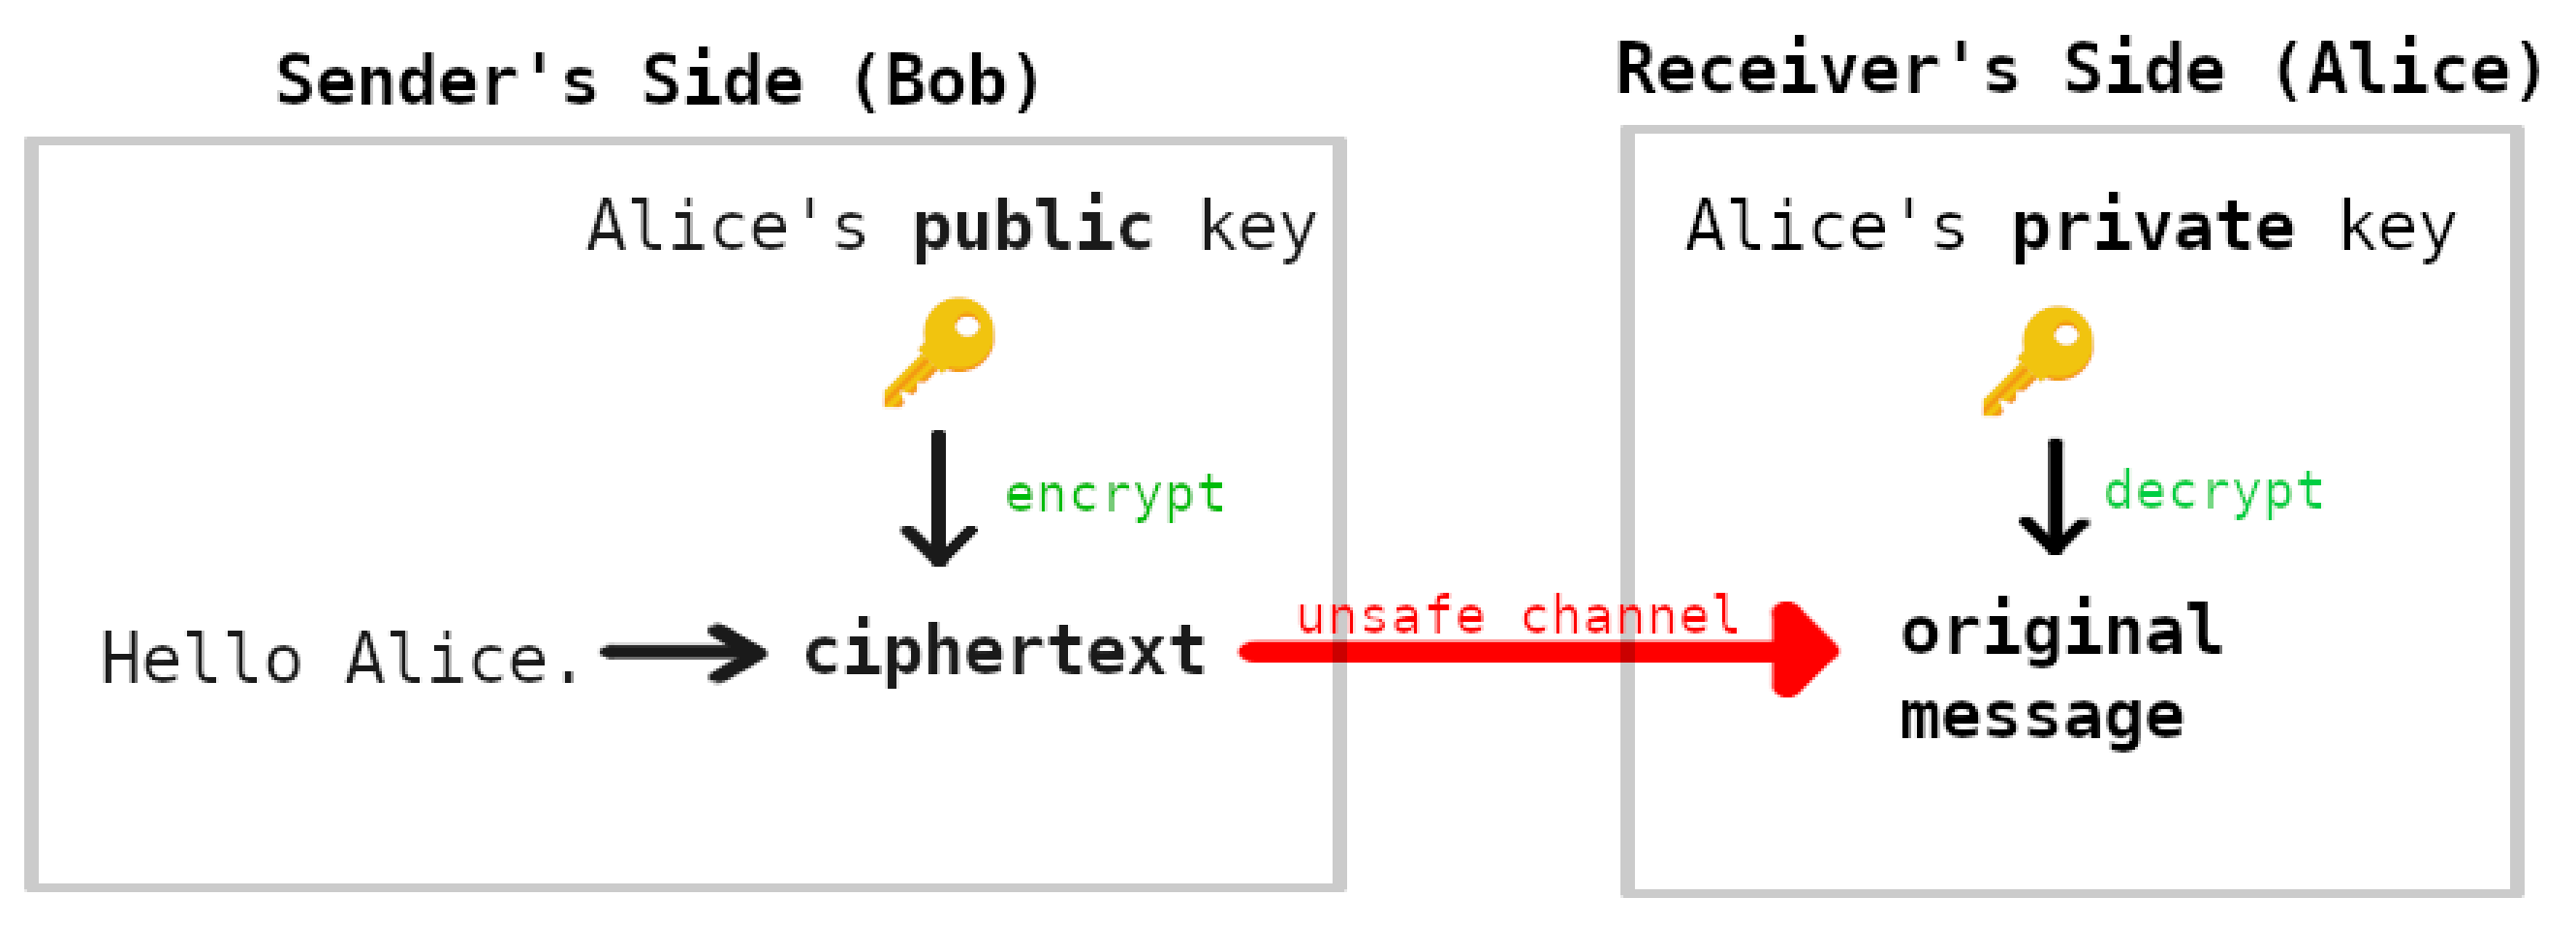 Sender's Side (Bob)
Alice's public key
encrypt
Hello Alice.
ciphertext
unsafe channel
Receiver's Side (Alice)
Alice's private key
decrypt
original
message